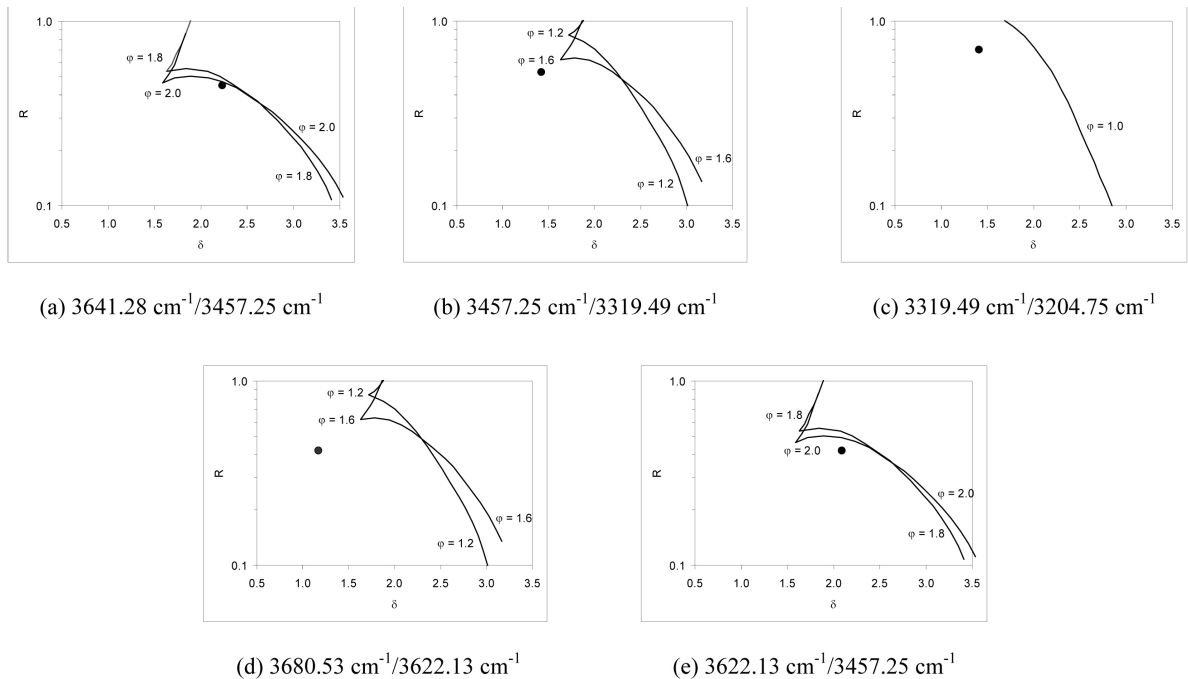 1.0
φ = 1.8
φ = 2.0
R
φ = 2.0
φ = 1.8
0.1
0.5 1.0 1.5 2.0 2.5 3.0 3.5
δ
(a) 3641.28 cm⁻¹/3457.25 cm⁻¹
1.0
φ = 1.2
φ = 1.6
R
φ = 1.6
φ = 1.2
0.1
0.5 1.0 1.5 2.0 2.5 3.0 3.5
δ
(b) 3457.25 cm⁻¹/3319.49 cm⁻¹
1.0
R
φ = 1.0
0.1
0.5 1.0 1.5 2.0 2.5 3.0 3.5
δ
(c) 3319.49 cm⁻¹/3204.75 cm⁻¹
1.0
φ = 1.2
φ = 1.6
R
φ = 1.6
φ = 1.2
0.1
0.5 1.0 1.5 2.0 2.5 3.0 3.5
δ
(d) 3680.53 cm⁻¹/3622.13 cm⁻¹
1.0
φ = 1.8
φ = 2.0
R
φ = 2.0
φ = 1.8
0.1
0.5 1.0 1.5 2.0 2.5 3.0 3.5
δ
(e) 3622.13 cm⁻¹/3457.25 cm⁻¹